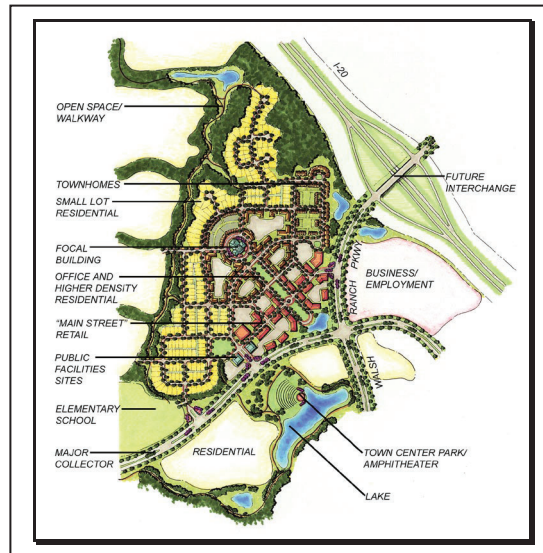 I-20
OPEN SPACE/
WALKWAY
TOWNHOMES
SMALL LOT
RESIDENTIAL
FUTURE
INTERCHANGE
FOCAL
BUILDING
OFFICE AND
HIGHER DENSITY
RESIDENTIAL
BUSINESS/
EMPLOYMENT
RANCH PKWY
"MAIN STREET"
RETAIL
PUBLIC
FACILITIES
SITES
WALSH
ELEMENTARY
SCHOOL
MAJOR
COLLECTOR
RESIDENTIAL
TOWN CENTER PARK/
AMPHITHEATER
LAKE